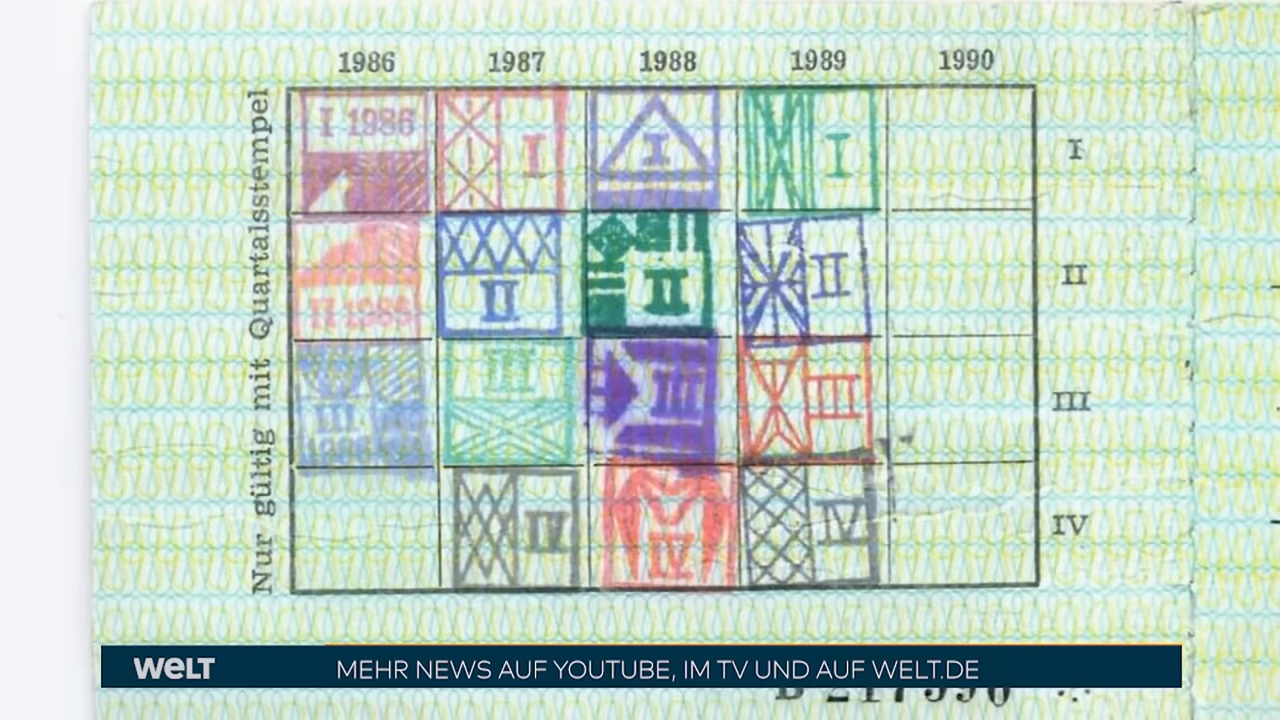 1986 1987 1988 1989 1990
Nur gültig mit Quartalsstempel
I 1986 I I I I
II 1986 II II II II
III III III III III
IV IV IV IV
WELT MEHR NEWS AUF YOUTUBE, IM TV UND AUF WELT.DE